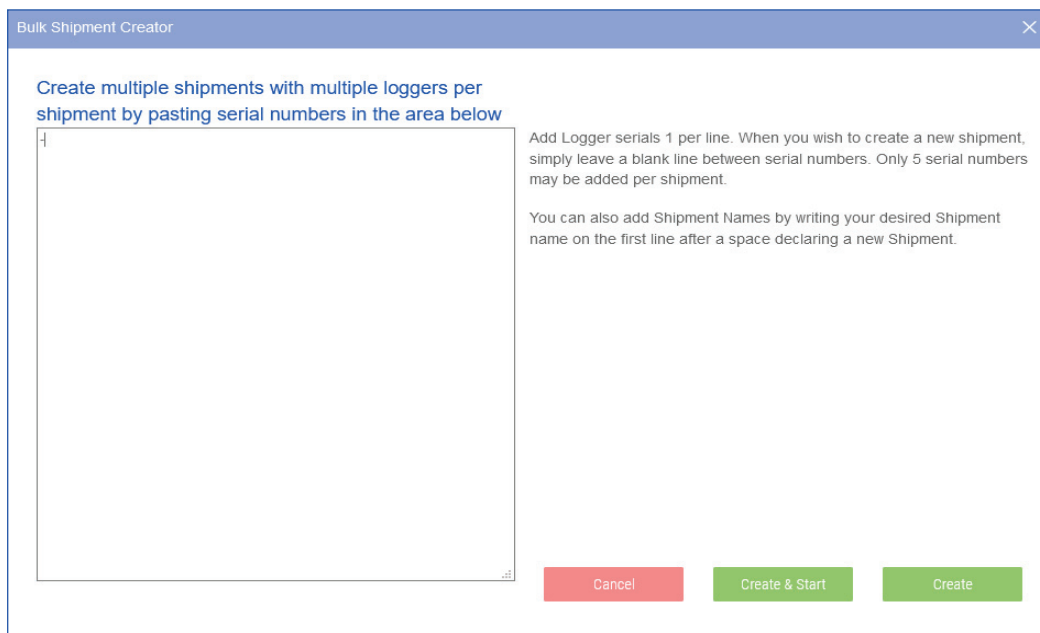 Bulk Shipment Creator
Create multiple shipments with multiple loggers per
shipment by pasting serial numbers in the area below
-
Add Logger serials 1 per line. When you wish to create a new shipment,
simply leave a blank line between serial numbers. Only 5 serial numbers
may be added per shipment.
You can also add Shipment Names by writing your desired Shipment
name on the first line after a space declaring a new Shipment.
Cancel
Create & Start
Create